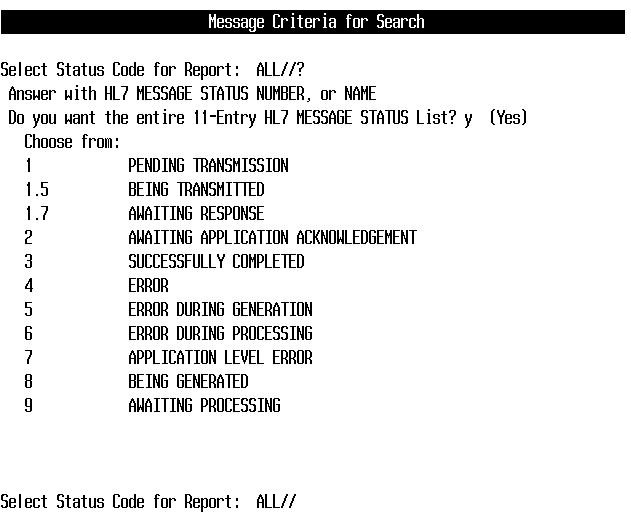 Message Criteria for Search
Select Status Code for Report:  ALL//?
Answer with HL7 MESSAGE STATUS NUMBER, or NAME
Do you want the entire 11-Entry HL7 MESSAGE STATUS List? y  (Yes)
Choose from:
1            PENDING TRANSMISSION
1.5          BEING TRANSMITTED
1.7          AWAITING RESPONSE
2            AWAITING APPLICATION ACKNOWLEDGEMENT
3            SUCCESSFULLY COMPLETED
4            ERROR
5            ERROR DURING GENERATION
6            ERROR DURING PROCESSING
7            APPLICATION LEVEL ERROR
8            BEING GENERATED
9            AWAITING PROCESSING
Select Status Code for Report:  ALL//